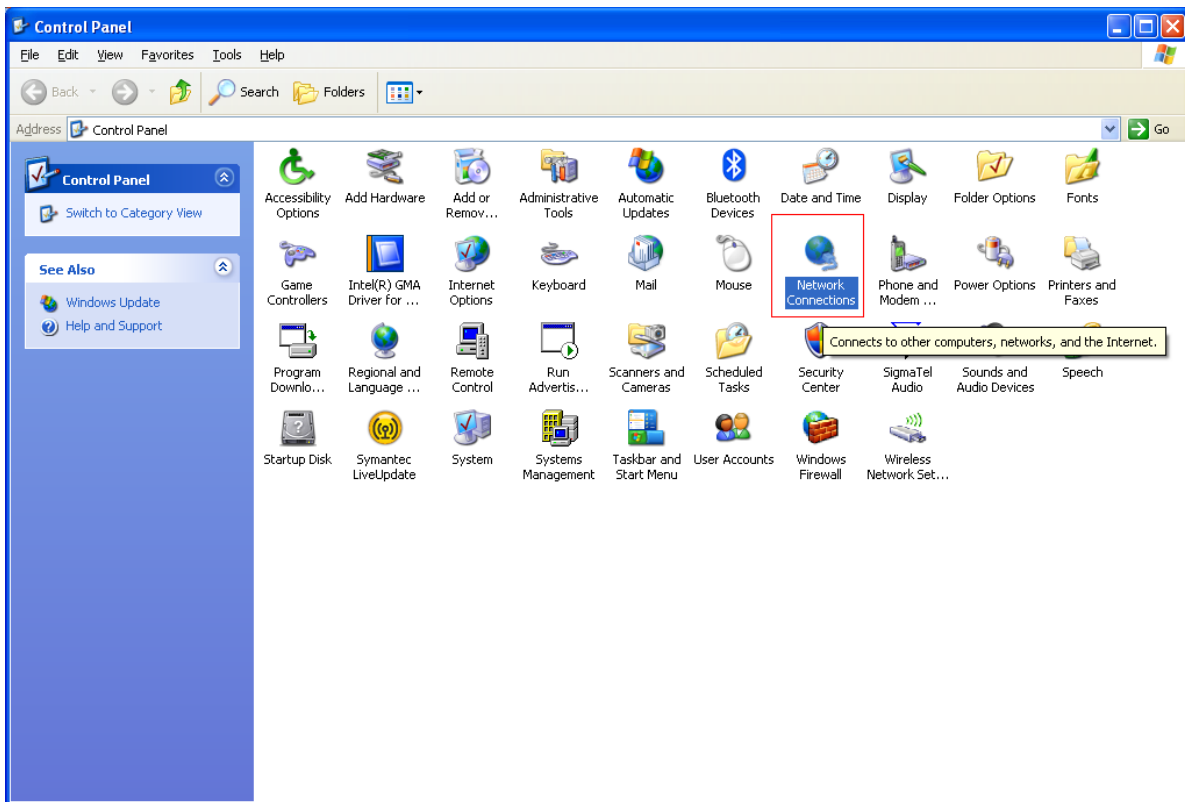 Control Panel
File Edit View Favorites Tools Help
Back Search Folders
Address Control Panel Go
Control Panel
Switch to Category View
See Also
Windows Update
Help and Support
Accessibility Options
Add Hardware
Add or Remov...
Administrative Tools
Automatic Updates
Bluetooth Devices
Date and Time
Display
Folder Options
Fonts
Game Controllers
Intel(R) GMA Driver for ...
Internet Options
Keyboard
Mail
Mouse
Network Connections
Phone and Modem ...
Power Options
Printers and Faxes
Connects to other computers, networks, and the Internet.
Program Downlo...
Regional and Language ...
Remote Control
Run Advertis...
Scanners and Cameras
Scheduled Tasks
Security Center
SigmaTel Audio
Sounds and Audio Devices
Speech
Startup Disk
Symantec LiveUpdate
System
Systems Management
Taskbar and Start Menu
User Accounts
Windows Firewall
Wireless Network Set...